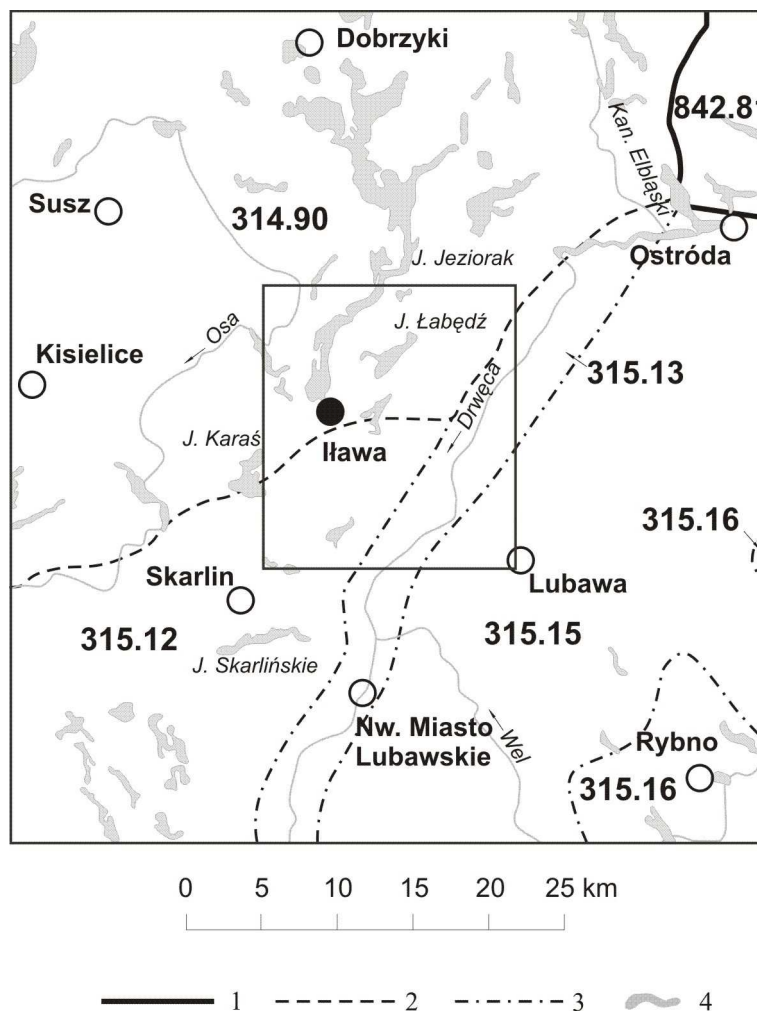 Dobrzyki
842.81
Kan. Elbląski
Susz
314.90
Ostróda
J. Jeziorak
J. Łabędź
Osa
Kisielice
315.13
Drwęca
J. Karaś
Iława
315.16
Skarlin
Lubawa
315.12
315.15
J. Skarlińskie
Nw. Miasto
Lubawskie
Wel
Rybno
315.16
0 5 10 15 20 25 km
1 2 3 4